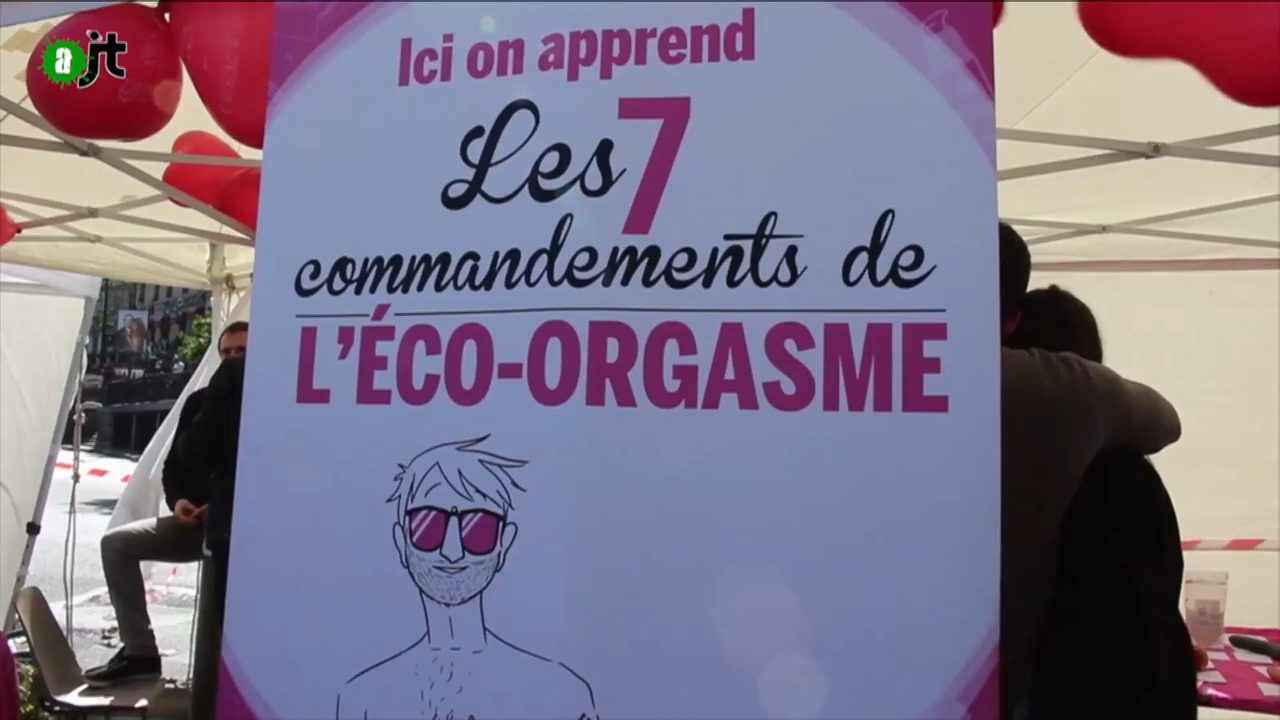 ajt
Ici on apprend
Les 7
commandements de
L'ÉCO-ORGASME